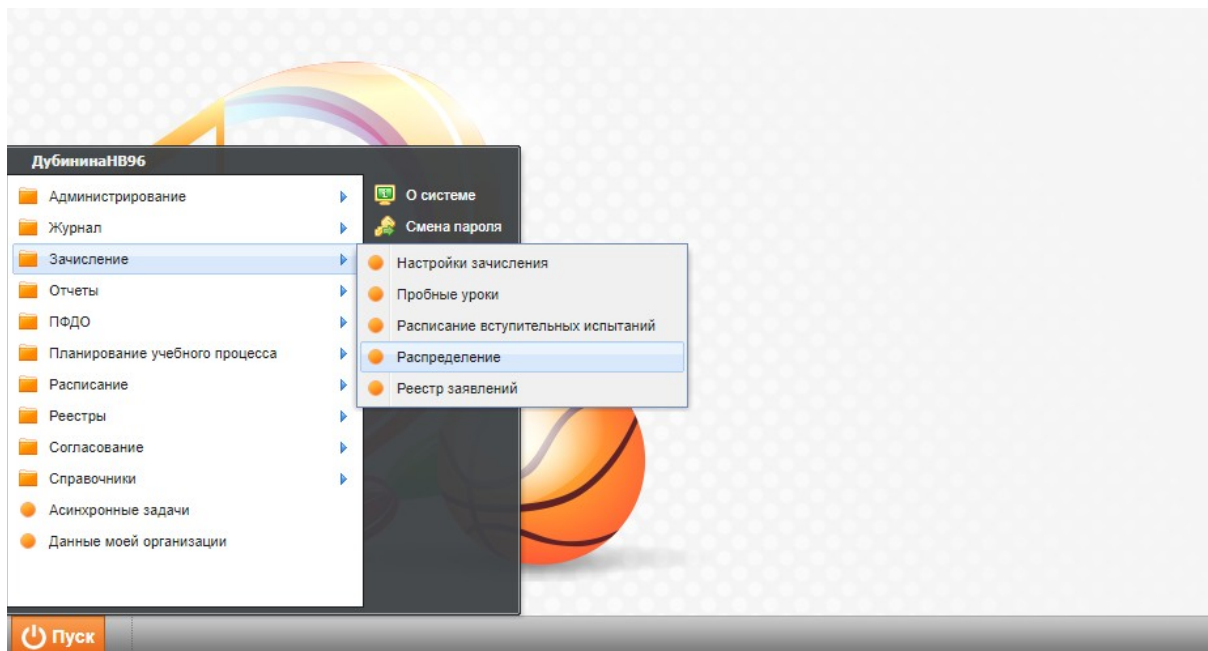 ДубининаНВ96
Администрирование
Журнал
Зачисление
Отчеты
ПФДО
Планирование учебного процесса
Расписание
Реестры
Согласование
Справочники
Асинхронные задачи
Данные моей организации
О системе
Смена пароля
Настройки зачисления
Пробные уроки
Расписание вступительных испытаний
Распределение
Реестр заявлений
Пуск